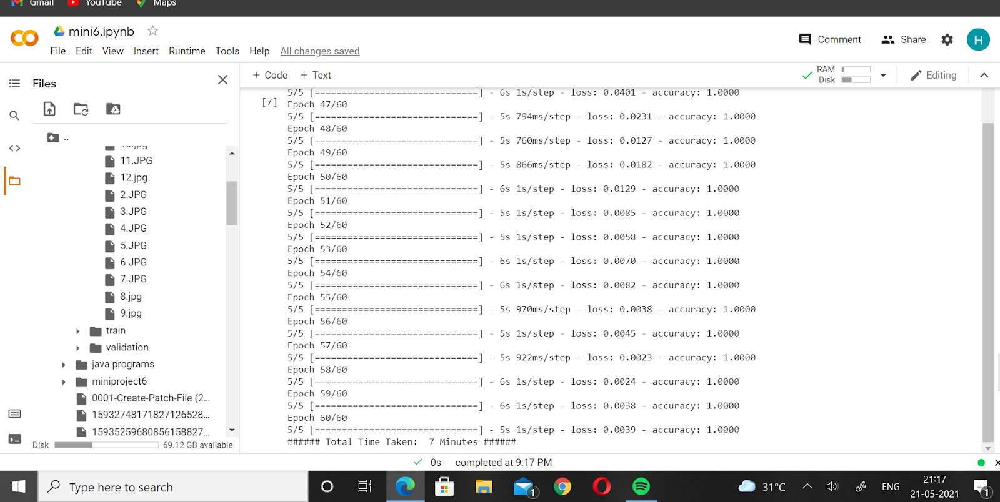 Gmail YouTube Maps
mini6.ipynb
File Edit View Insert Runtime Tools Help All changes saved
Comment Share H
Files
+ Code + Text
RAM
Disk
Editing
..
11.JPG
12.jpg
2.JPG
3.JPG
4.JPG
5.JPG
6.JPG
7.JPG
8.jpg
9.jpg
train
validation
java programs
miniproject6
0001-Create-Patch-File (2...
15932748171827126528...
15935259680856158827...
Disk 69.12 GB available
[7]
5/5 [==============================] - 6s 1s/step - loss: 0.0401 - accuracy: 1.0000
Epoch 47/60
5/5 [==============================] - 5s 794ms/step - loss: 0.0231 - accuracy: 1.0000
Epoch 48/60
5/5 [==============================] - 5s 760ms/step - loss: 0.0127 - accuracy: 1.0000
Epoch 49/60
5/5 [==============================] - 5s 866ms/step - loss: 0.0182 - accuracy: 1.0000
Epoch 50/60
5/5 [==============================] - 6s 1s/step - loss: 0.0129 - accuracy: 1.0000
Epoch 51/60
5/5 [==============================] - 5s 1s/step - loss: 0.0085 - accuracy: 1.0000
Epoch 52/60
5/5 [==============================] - 5s 1s/step - loss: 0.0058 - accuracy: 1.0000
Epoch 53/60
5/5 [==============================] - 6s 1s/step - loss: 0.0070 - accuracy: 1.0000
Epoch 54/60
5/5 [==============================] - 6s 1s/step - loss: 0.0082 - accuracy: 1.0000
Epoch 55/60
5/5 [==============================] - 5s 970ms/step - loss: 0.0038 - accuracy: 1.0000
Epoch 56/60
5/5 [==============================] - 5s 1s/step - loss: 0.0045 - accuracy: 1.0000
Epoch 57/60
5/5 [==============================] - 5s 922ms/step - loss: 0.0023 - accuracy: 1.0000
Epoch 58/60
5/5 [==============================] - 6s 1s/step - loss: 0.0024 - accuracy: 1.0000
Epoch 59/60
5/5 [==============================] - 6s 1s/step - loss: 0.0038 - accuracy: 1.0000
Epoch 60/60
5/5 [==============================] - 5s 1s/step - loss: 0.0039 - accuracy: 1.0000
###### Total Time Taken:  7 Minutes ######
0s completed at 9:17 PM
Type here to search
1
31°C
ENG
21:17
21-05-2021
1